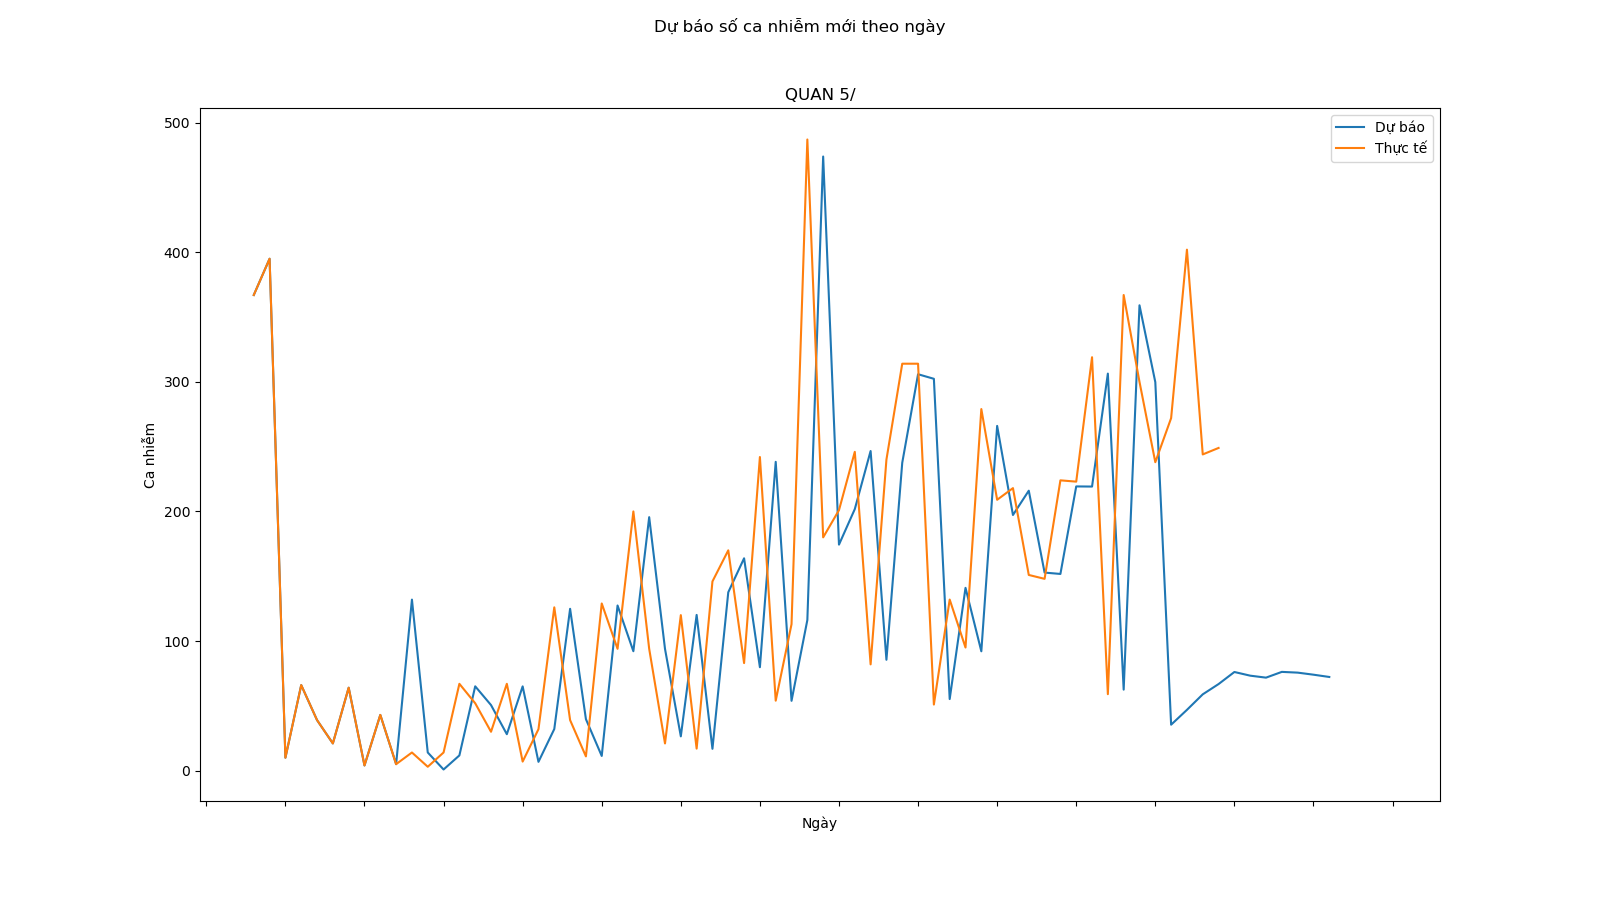 Dự báo số ca nhiễm mới theo ngày
QUAN 5/
500
400
300
200
100
0
Ca nhiễm
Dự báo
Thực tế
Ngày